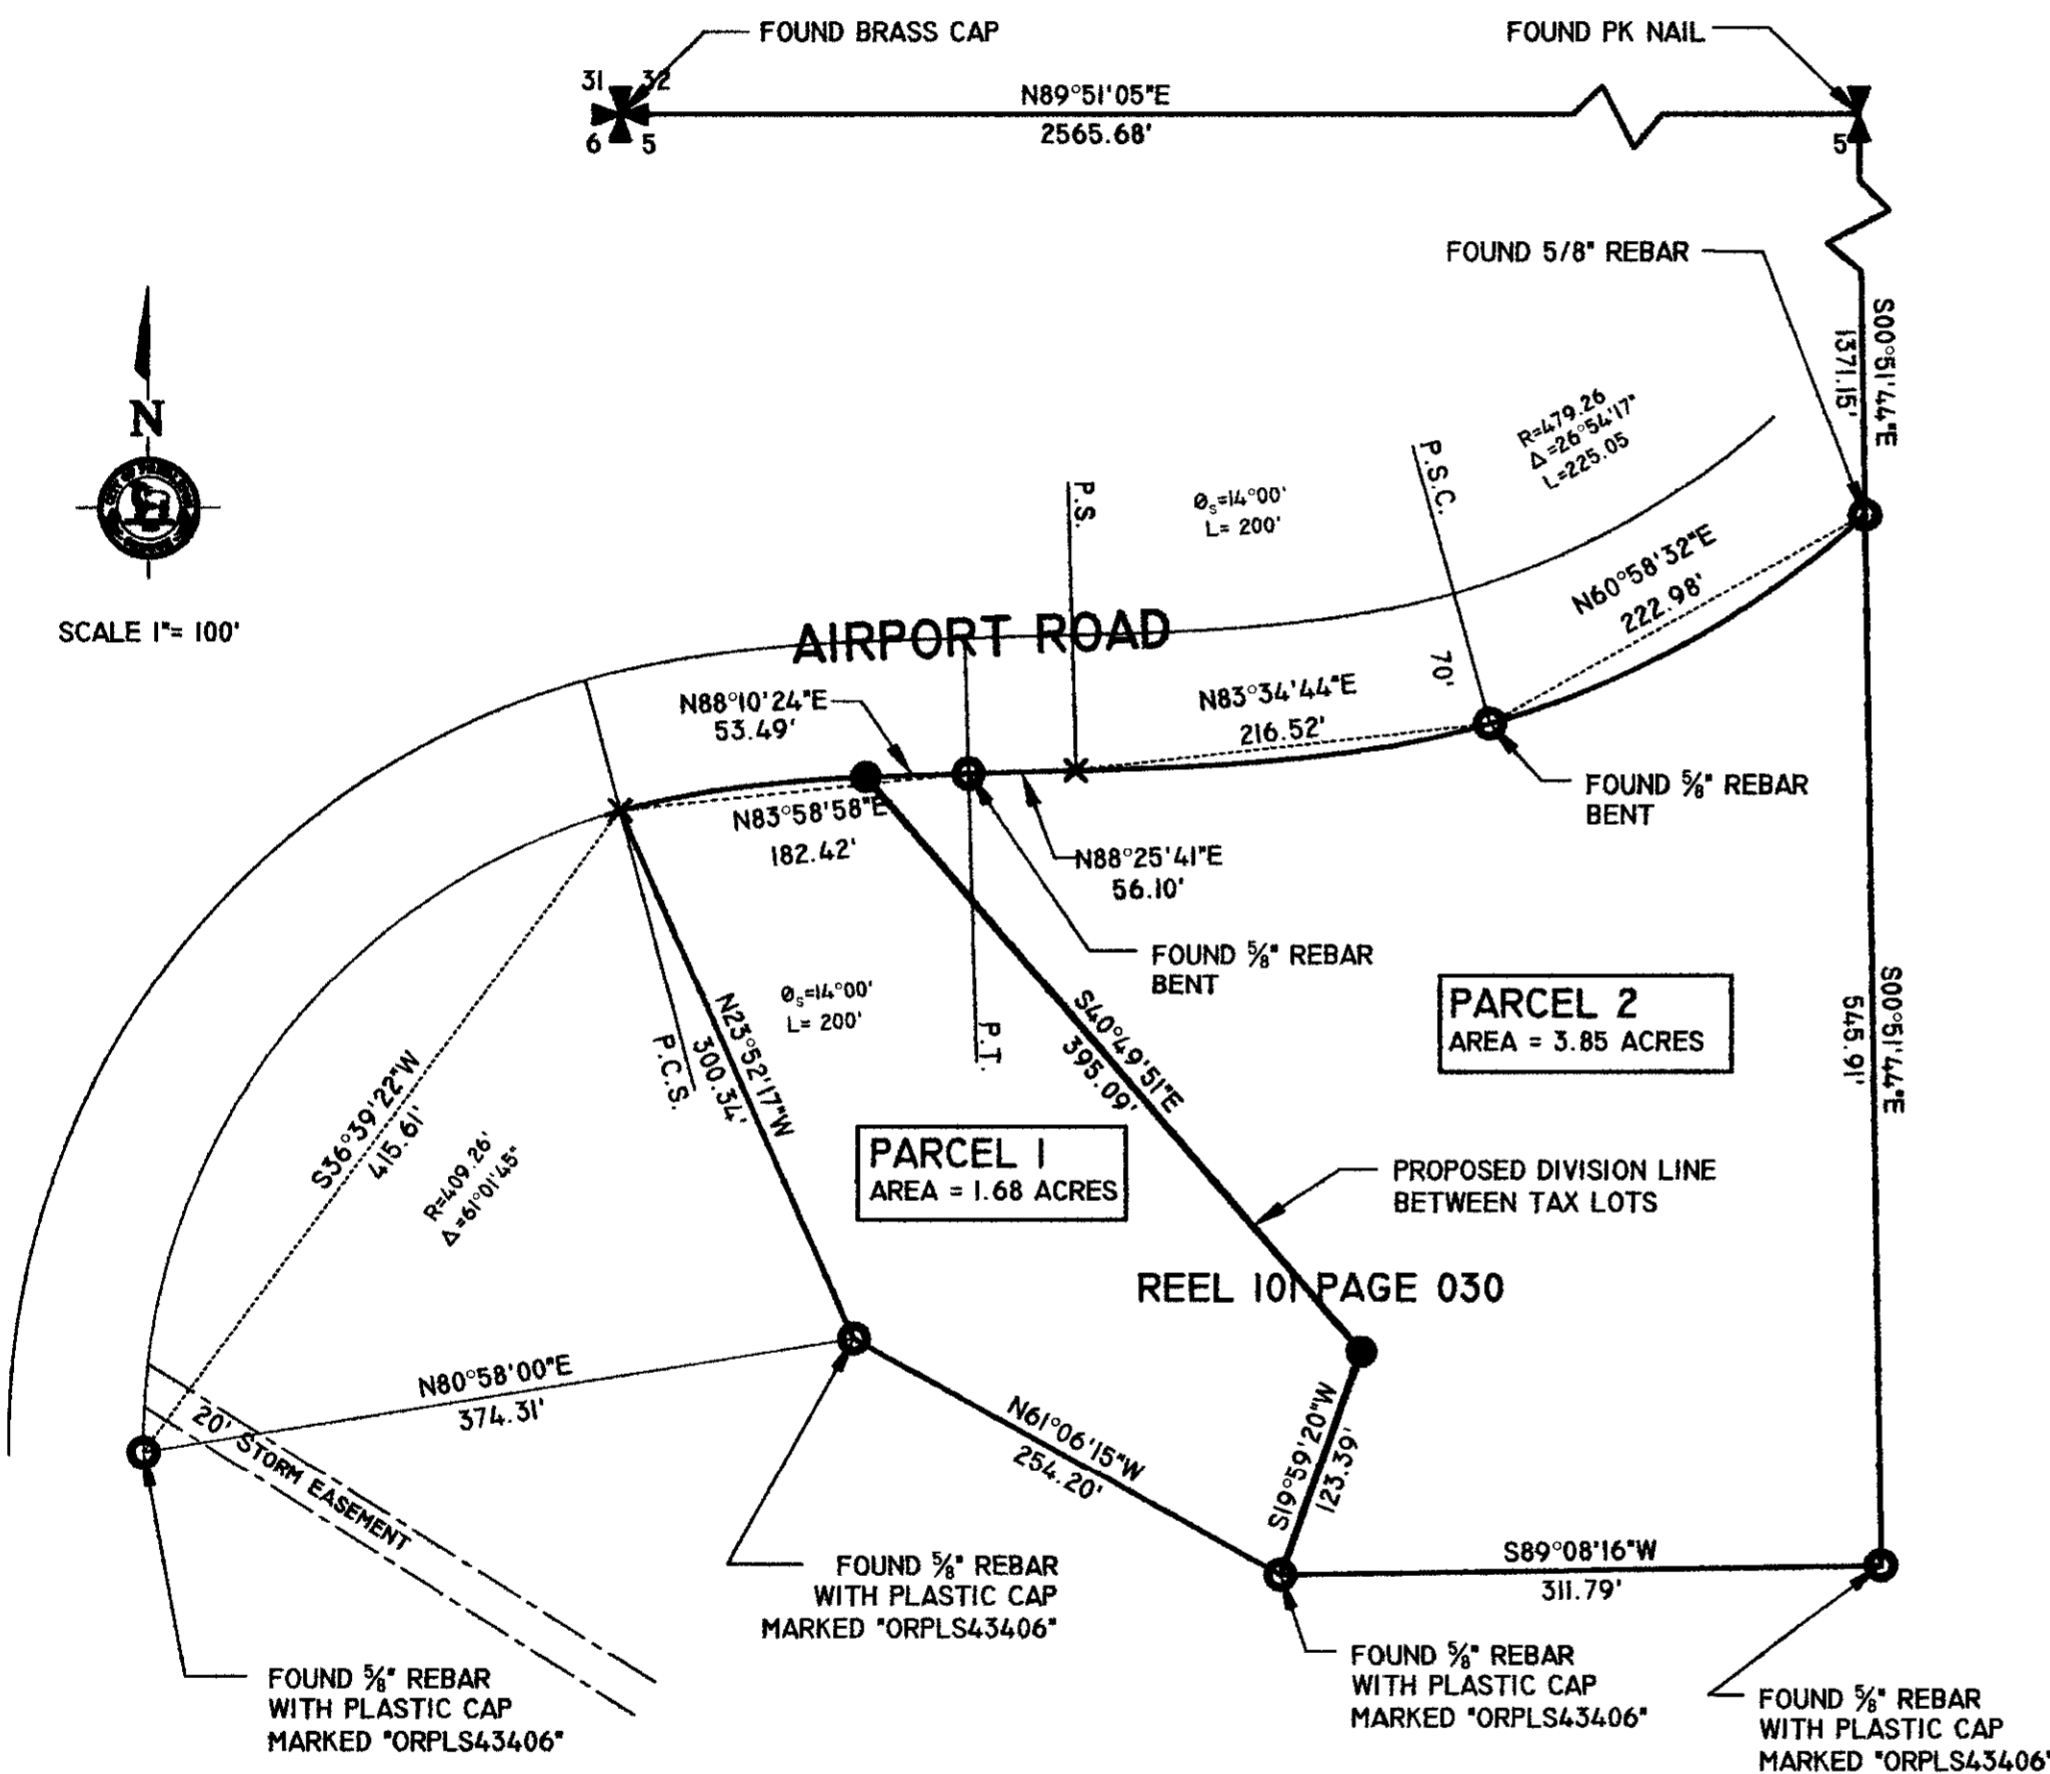 FOUND BRASS CAP
FOUND PK NAIL
31 32
6 5
N89°51'05"E
2565.68'
5
FOUND 5/8" REBAR
S00°51'44"E
1371.15'
N
SCALE 1"= 100'
R=479.26
Δ=26°54'17"
L=225.05
P.S.C.
P.S.
Øs=14°00'
L= 200'
N60°58'32"E
222.98'
AIRPORT ROAD
70'
N88°10'24"E
53.49'
N83°34'44"E
216.52'
FOUND ⅝" REBAR
BENT
N83°58'58"E
182.42'
N88°25'41"E
56.10'
FOUND ⅝" REBAR
BENT
Øs=14°00'
L= 200'
P.T.
P.C.S.
N23°52'17"W
300.34'
S40°49'51"E
395.09'
PARCEL 2
AREA = 3.85 ACRES
S00°51'44"E
545.91'
S36°39'22"W
415.61'
R=409.26'
Δ=61°01'45"
PARCEL 1
AREA = 1.68 ACRES
PROPOSED DIVISION LINE
BETWEEN TAX LOTS
REEL 101 PAGE 030
N80°58'00"E
374.31'
20' STORM EASEMENT
N61°06'15"W
254.20'
S19°59'20"W
123.39'
S89°08'16"W
311.79'
FOUND ⅝" REBAR
WITH PLASTIC CAP
MARKED "ORPLS43406"
FOUND ⅝" REBAR
WITH PLASTIC CAP
MARKED "ORPLS43406"
FOUND ⅝" REBAR
WITH PLASTIC CAP
MARKED "ORPLS43406"
FOUND ⅝" REBAR
WITH PLASTIC CAP
MARKED "ORPLS43406"